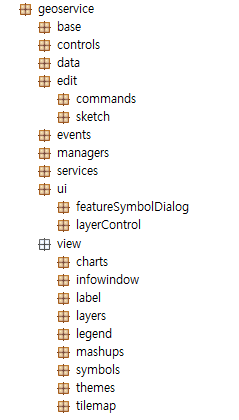 geoservice
base
controls
data
edit
commands
sketch
events
managers
services
ui
featureSymbolDialog
layerControl
view
charts
infowindow
label
layers
legend
mashups
symbols
themes
tilemap